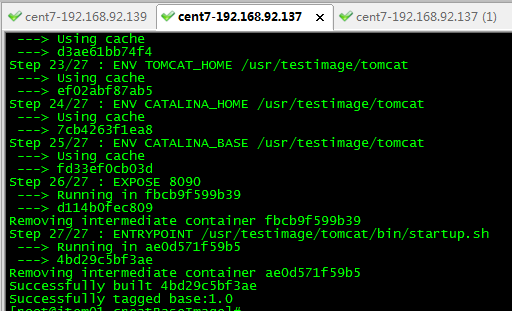 cent7-192.168.92.139
cent7-192.168.92.137 ×
cent7-192.168.92.137 (1)
---> Using cache
---> d3ae61bb74f4
Step 23/27 : ENV TOMCAT_HOME /usr/testimage/tomcat
---> Using cache
---> ef02abf87ab5
Step 24/27 : ENV CATALINA_HOME /usr/testimage/tomcat
---> Using cache
---> 7cb4263f1ea8
Step 25/27 : ENV CATALINA_BASE /usr/testimage/tomcat
---> Using cache
---> fd33ef0cb03d
Step 26/27 : EXPOSE 8090
---> Running in fbcb9f599b39
---> d114b0fec809
Removing intermediate container fbcb9f599b39
Step 27/27 : ENTRYPOINT /usr/testimage/tomcat/bin/startup.sh
---> Running in ae0d571f59b5
---> 4bd29c5bf3ae
Removing intermediate container ae0d571f59b5
Successfully built 4bd29c5bf3ae
Successfully tagged base:1.0